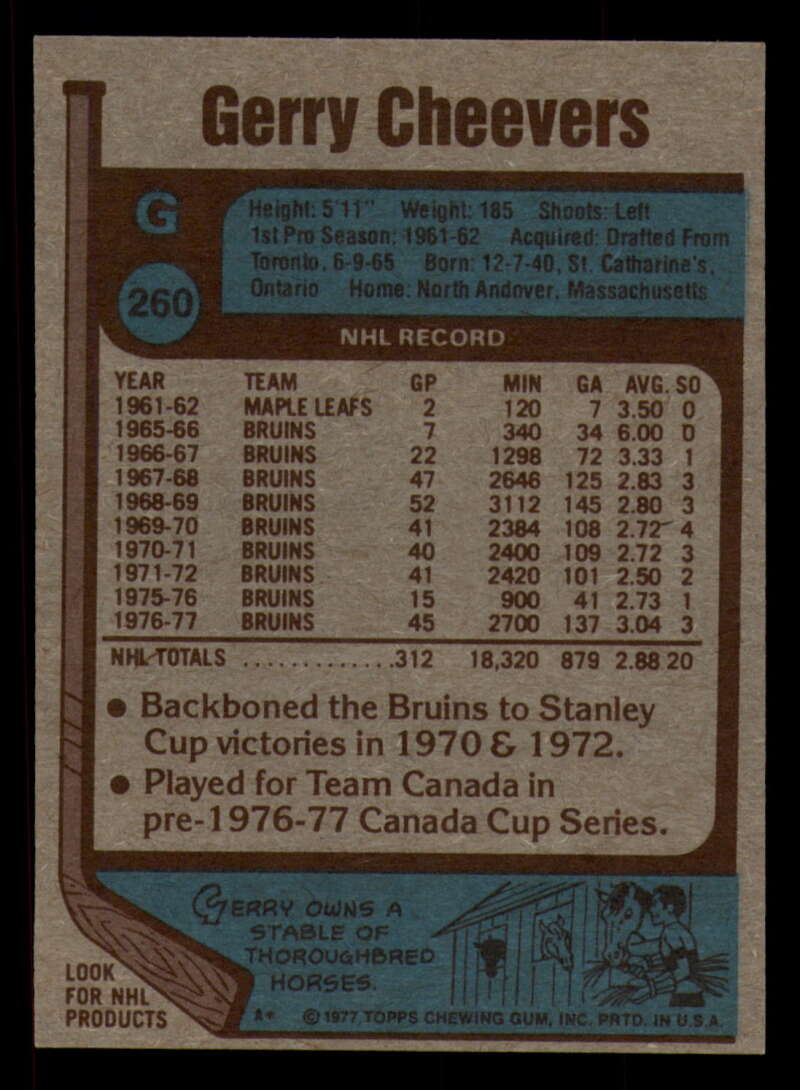 Gerry Cheevers
G
260
Height: 5'11" Weight: 185 Shoots: Left
1st Pro Season: 1961-62 Acquired: Drafted From
Toronto, 6-9-65 Born: 12-7-40, St. Catharine's,
Ontario Home: North Andover, Massachusetts
NHL RECORD
YEAR TEAM GP MIN GA AVG. SO
1961-62 MAPLE LEAFS 2 120 7 3.50 0
1965-66 BRUINS 7 340 34 6.00 0
1966-67 BRUINS 22 1298 72 3.33 1
1967-68 BRUINS 47 2646 125 2.83 3
1968-69 BRUINS 52 3112 145 2.80 3
1969-70 BRUINS 41 2384 108 2.72 4
1970-71 BRUINS 40 2400 109 2.72 3
1971-72 BRUINS 41 2420 101 2.50 2
1975-76 BRUINS 15 900 41 2.73 1
1976-77 BRUINS 45 2700 137 3.04 3
NHL TOTALS ..............312 18,320 879 2.88 20
• Backboned the Bruins to Stanley
Cup victories in 1970 & 1972.
• Played for Team Canada in
pre-1976-77 Canada Cup Series.
GERRY OWNS A
STABLE OF
THOROUGHBRED
HORSES.
LOOK
FOR NHL
PRODUCTS
A* © 1977 TOPPS CHEWING GUM, INC. PRTD. IN U.S.A.